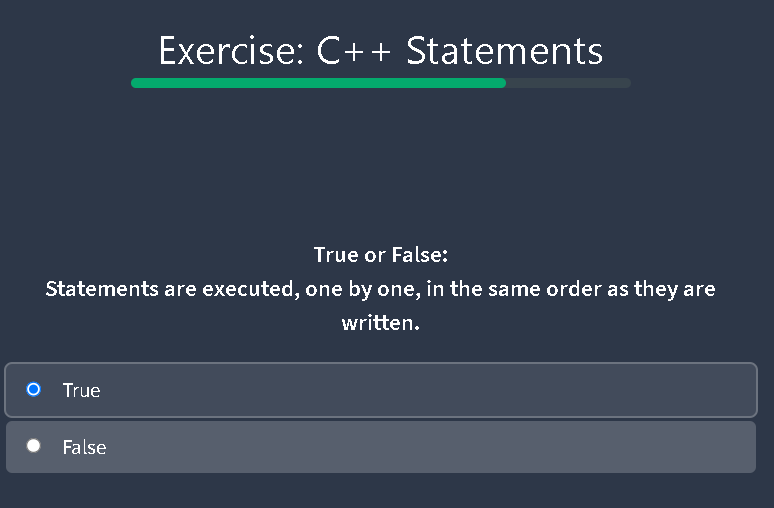 Exercise: C++ Statements
True or False:
Statements are executed, one by one, in the same order as they are
written.
True
False